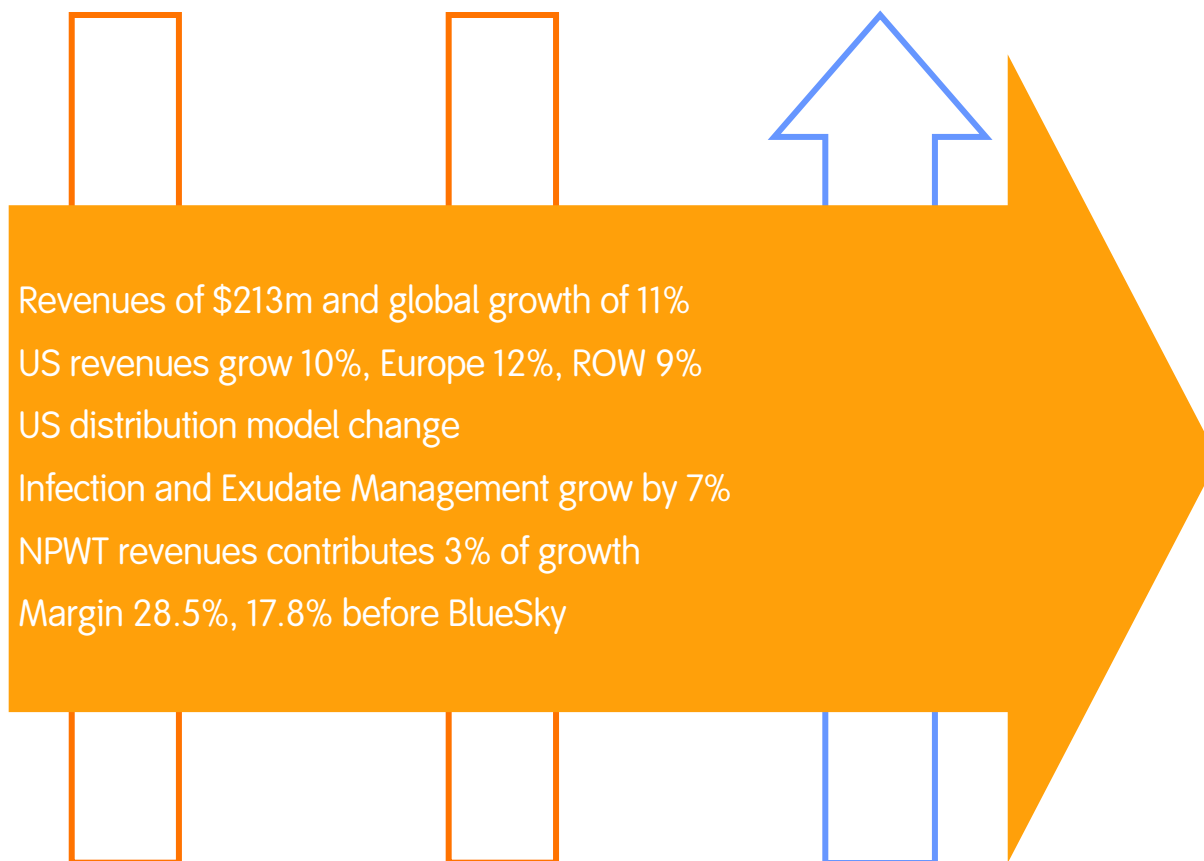 Revenues of $213m and global growth of 11%
US revenues grow 10%, Europe 12%, ROW 9%
US distribution model change
Infection and Exudate Management grow by 7%
NPWT revenues contributes 3% of growth
Margin 28.5%, 17.8% before BlueSky